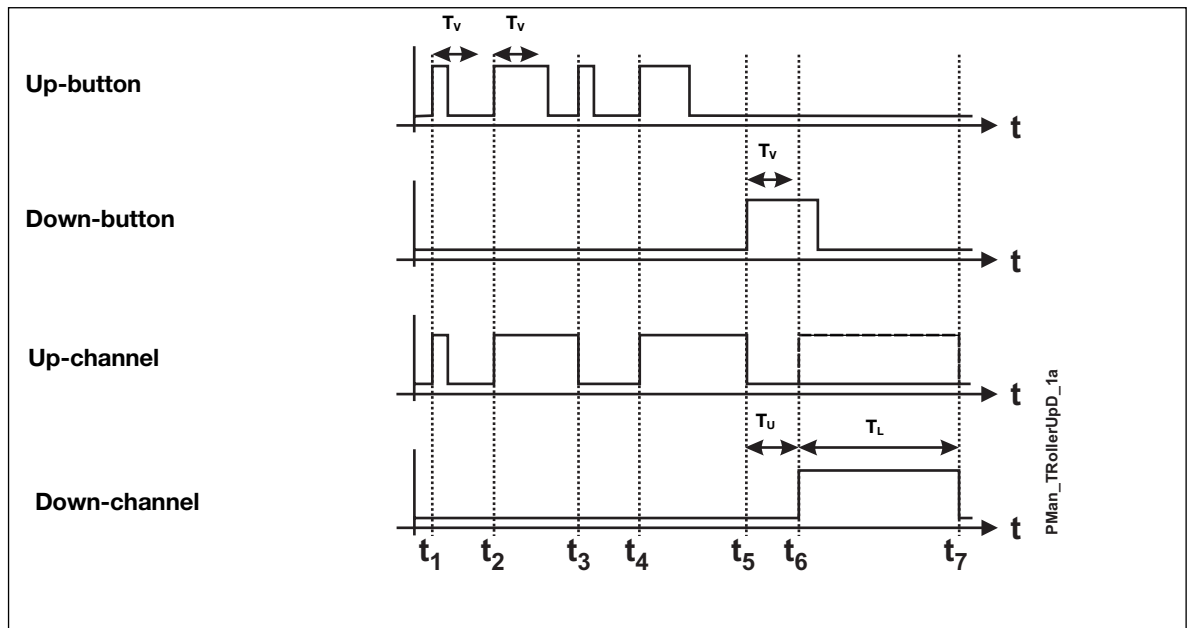 Tv Tv
Up-button
t
Tv
Down-button
t
Up-channel
t
TU TL
Down-channel
t
t1 t2 t3 t4 t5 t6 t7
PMan_TRollerUpD_1a